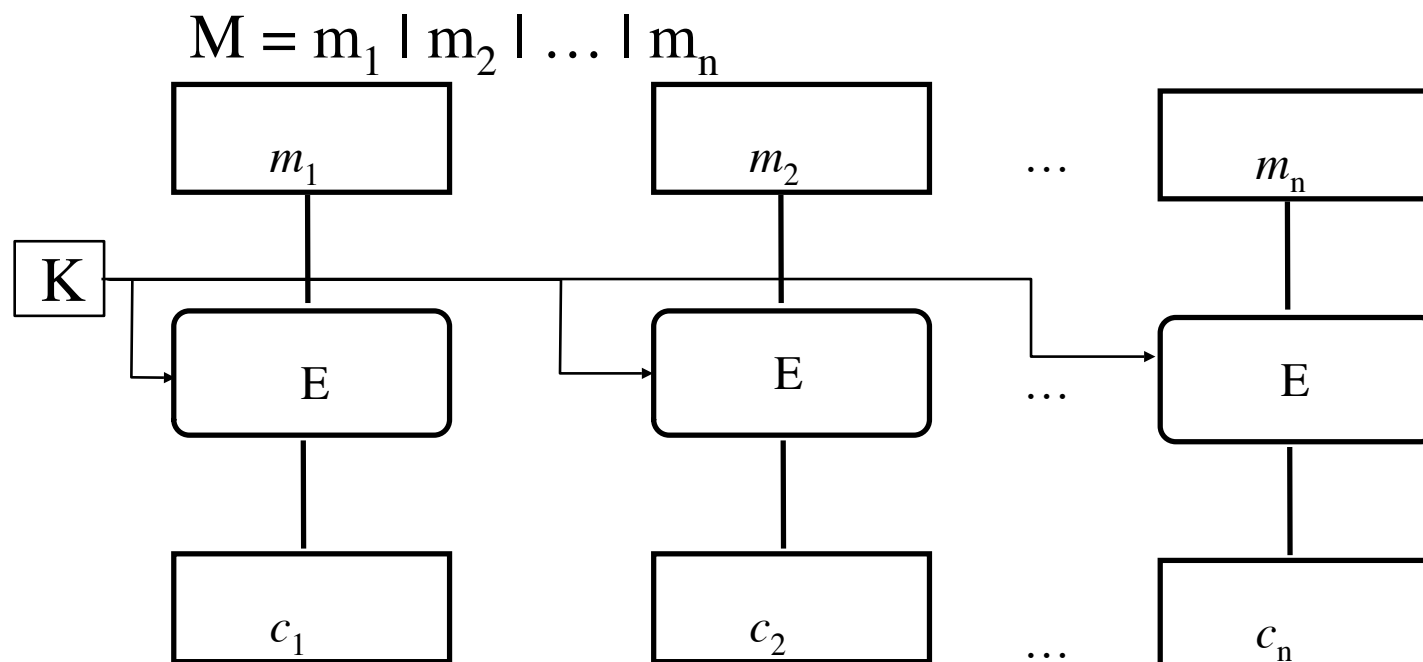 M = m₁ | m₂ | … | mₙ
m₁ m₂ … mₙ
K
E E … E
c₁ c₂ … cₙ